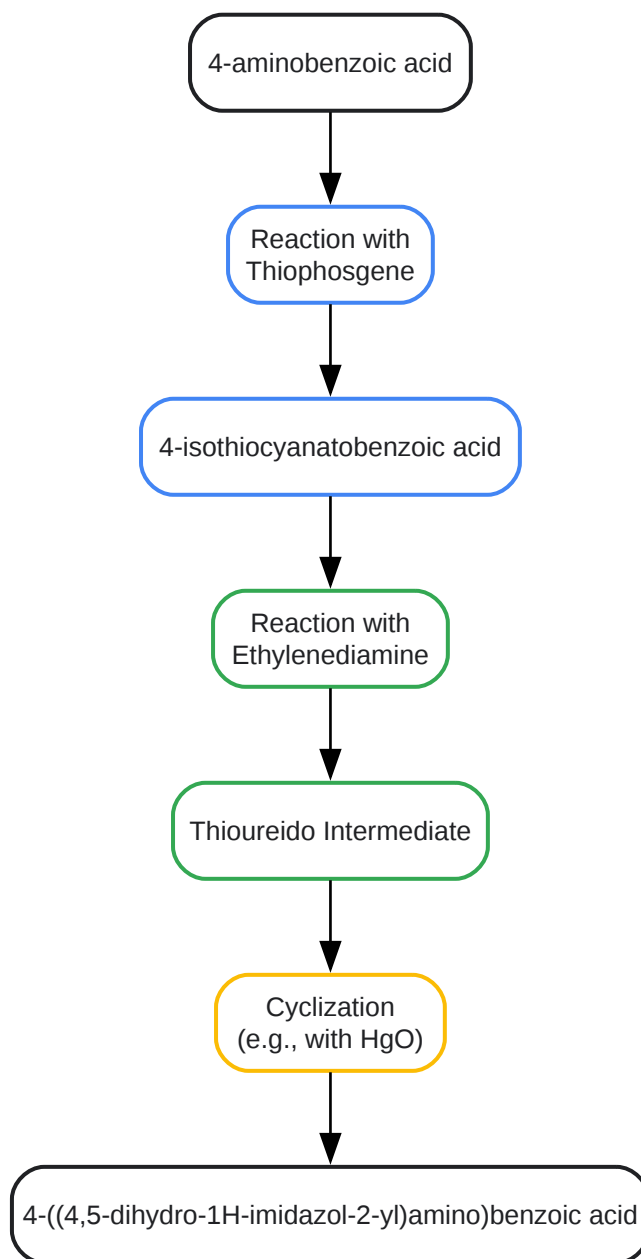 4-aminobenzoic acid
Reaction with
Thiophosgene
4-isothiocyanatobenzoic acid
Reaction with
Ethylenediamine
Thioureido Intermediate
Cyclization
(e.g., with HgO)
4-((4,5-dihydro-1H-imidazol-2-yl)amino)benzoic acid